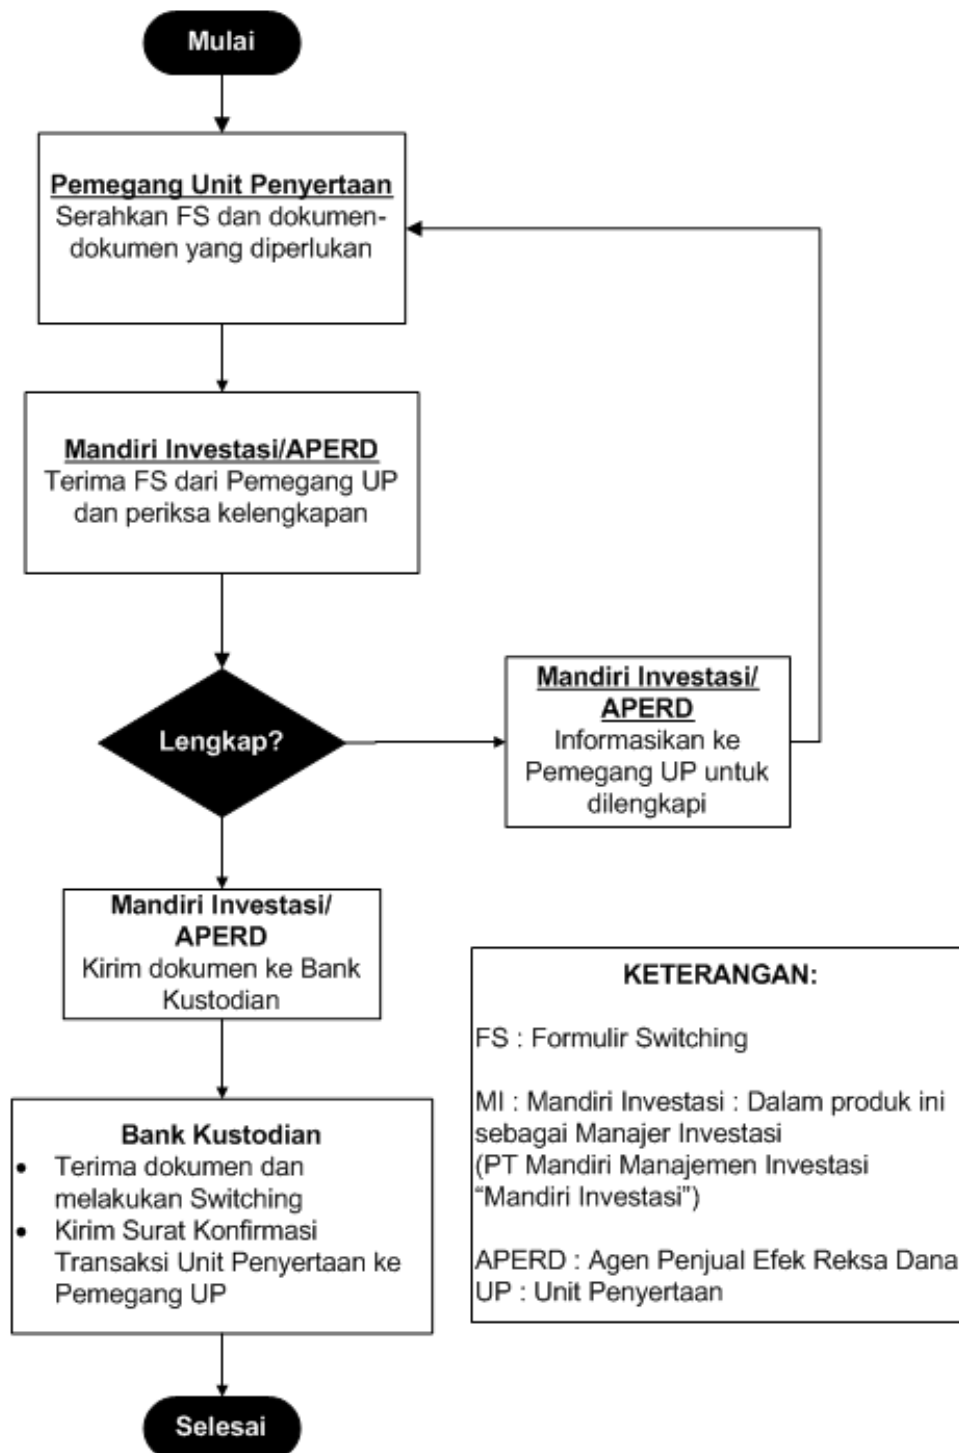 Mulai
Pemegang Unit Penyertaan
Serahkan FS dan dokumen-
dokumen yang diperlukan
Mandiri Investasi/APERD
Terima FS dari Pemegang UP
dan periksa kelengkapan
Lengkap?
Mandiri Investasi/
APERD
Informasikan ke
Pemegang UP untuk
dilengkapi
Mandiri Investasi/
APERD
Kirim dokumen ke Bank
Kustodian
Bank Kustodian
• Terima dokumen dan
melakukan Switching
• Kirim Surat Konfirmasi
Transaksi Unit Penyertaan ke
Pemegang UP
Selesai
KETERANGAN:
FS : Formulir Switching
MI : Mandiri Investasi : Dalam produk ini
sebagai Manajer Investasi
(PT Mandiri Manajemen Investasi
“Mandiri Investasi”)
APERD : Agen Penjual Efek Reksa Dana
UP : Unit Penyertaan